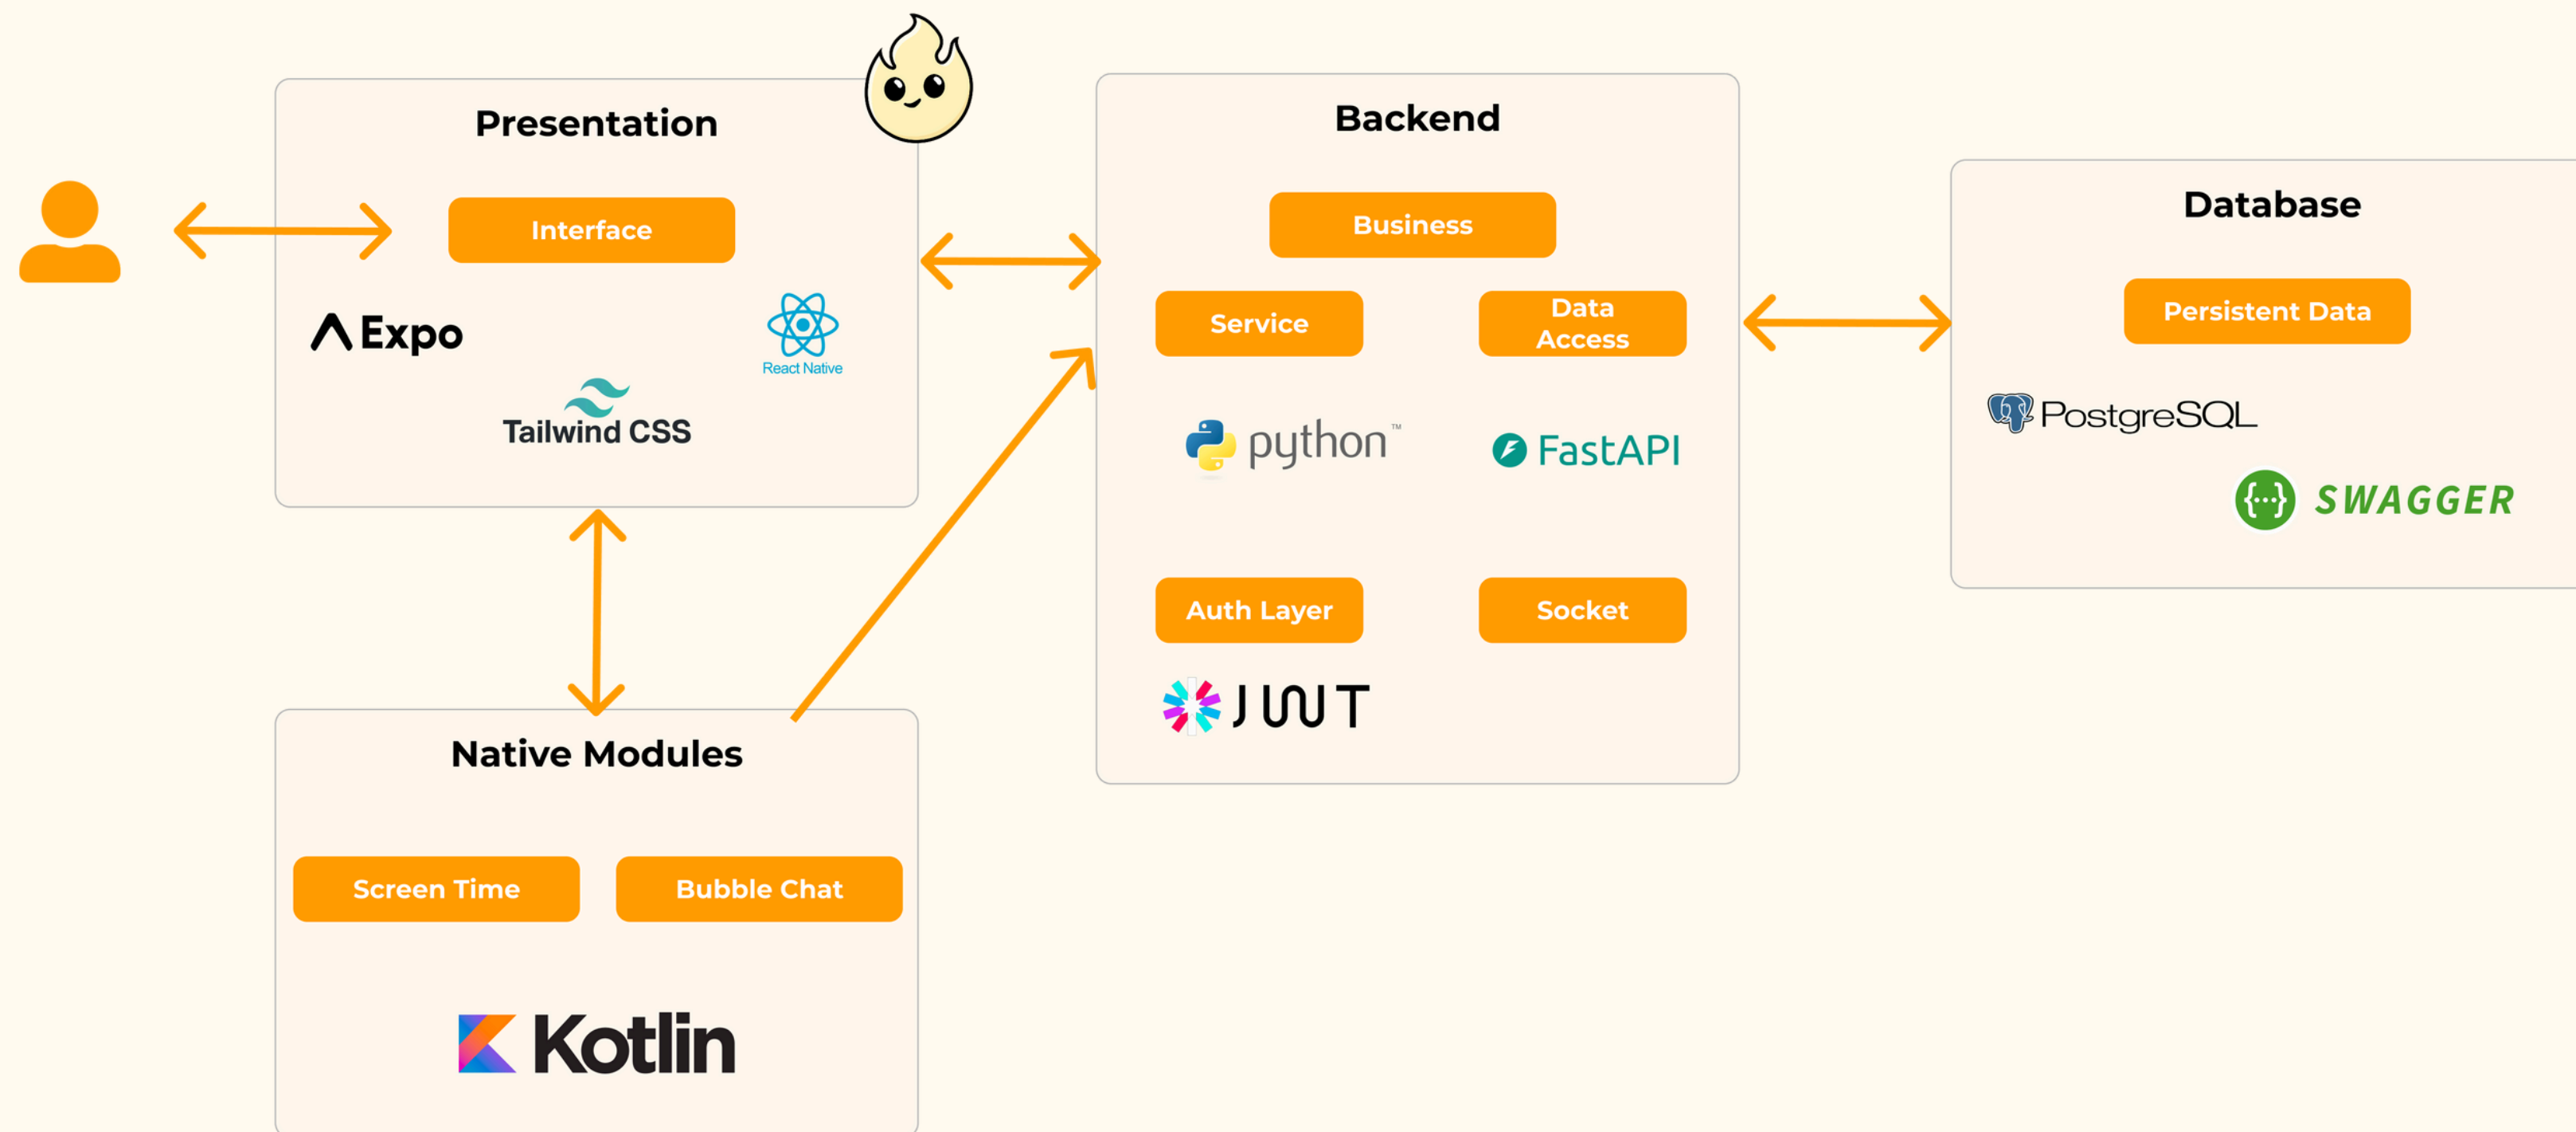 Presentation
Interface
Expo
React Native
Tailwind CSS
Native Modules
Screen Time
Bubble Chat
Kotlin
Backend
Business
Service
Data
Access
python™
FastAPI
Auth Layer
Socket
JWT
Database
Persistent Data
PostgreSQL
SWAGGER